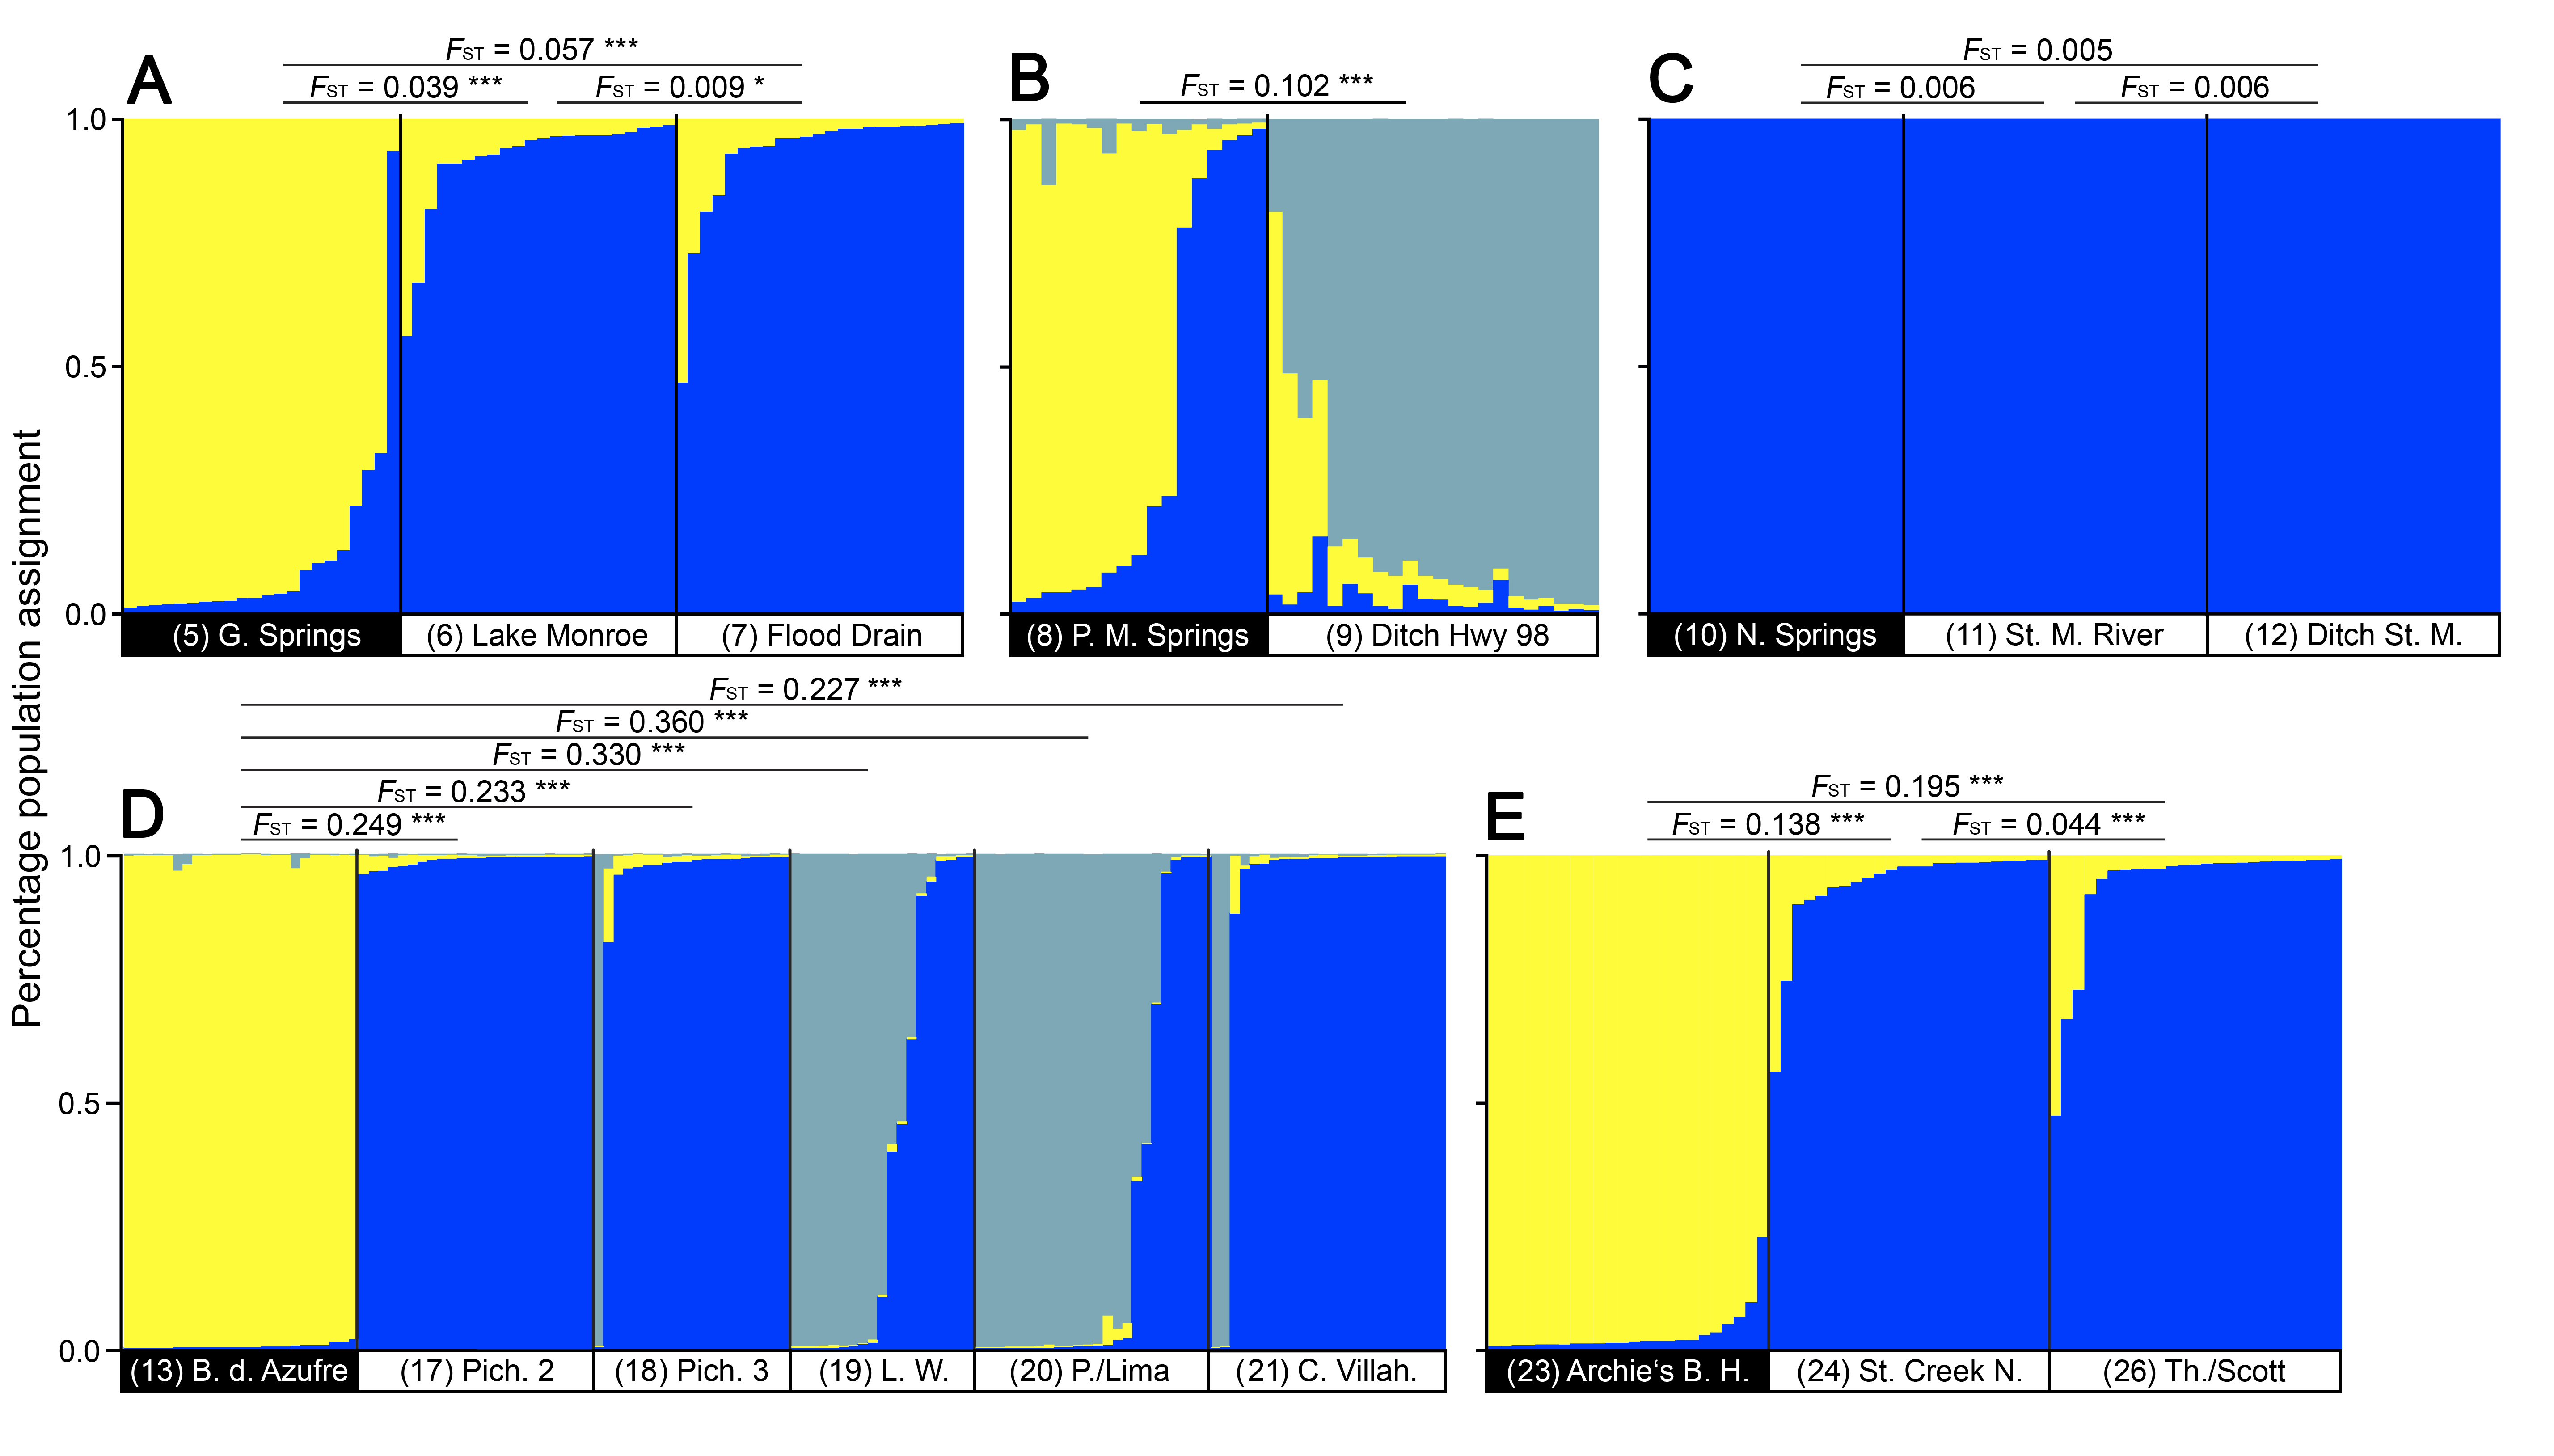 Percentage population assignment
A
FST = 0.057 ***
FST = 0.039 ***
FST = 0.009 *
1.0
0.5
0.0
(5) G. Springs
(6) Lake Monroe
(7) Flood Drain
B
FST = 0.102 ***
(8) P. M. Springs
(9) Ditch Hwy 98
C
FST = 0.005
FST = 0.006
FST = 0.006
(10) N. Springs
(11) St. M. River
(12) Ditch St. M.
D
FST = 0.227 ***
FST = 0.360 ***
FST = 0.330 ***
FST = 0.233 ***
FST = 0.249 ***
1.0
0.5
0.0
(13) B. d. Azufre
(17) Pich. 2
(18) Pich. 3
(19) L. W.
(20) P./Lima
(21) C. Villah.
E
FST = 0.195 ***
FST = 0.138 ***
FST = 0.044 ***
(23) Archie‘s B. H.
(24) St. Creek N.
(26) Th./Scott